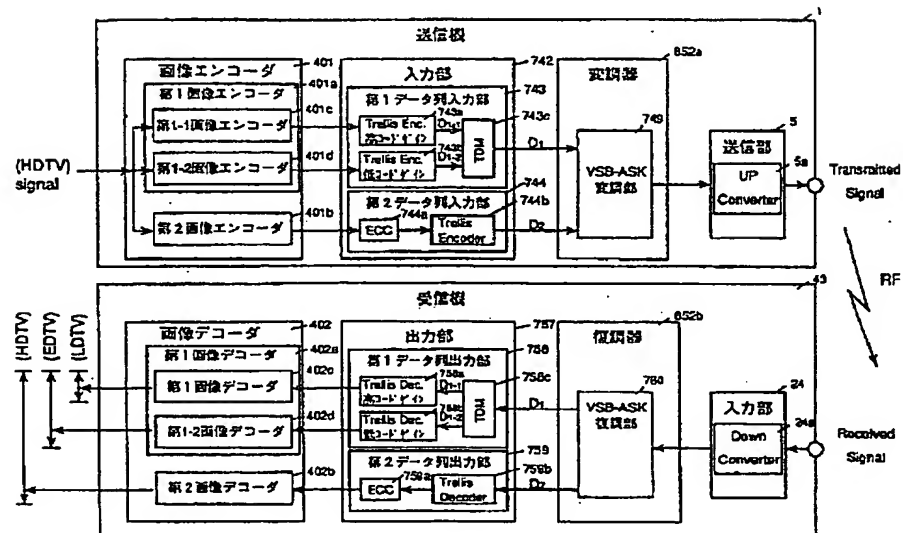 1
送信機
画像エンコーダ
401
第1画像エンコーダ
401a
401c
第1-1画像エンコーダ
401d
第1-2画像エンコーダ
401b
第2画像エンコーダ
(HDTV)
signal
入力部
742
第1データ列入力部
743
743a
Trellis Enc.
高コードゲイン
D1-1
743b
Trellis Enc.
低コードゲイン
D1-2
743c
TDM
D1
第2データ列入力部
744
744a
ECC
744b
Trellis
Encoder
D2
変調器
852a
749
VSB-ASK
変調部
送信部
5
5a
UP
Converter
Transmitted
Signal
RF
43
受信機
画像デコーダ
402
第1画像デコーダ
402a
402c
第1画像デコーダ
402d
第1-2画像デコーダ
402b
第2画像デコーダ
(HDTV)
(EDTV)
(LDTV)
出力部
757
第1データ列出力部
758
758a
Trellis Dec.
高コードゲイン
D1-1
Trellis Dec.
低コードゲイン
D1-2
758c
TDM
D1
第2データ列出力部
759
759a
ECC
759b
Trellis
Decoder
D2
復調器
852b
760
VSB-ASK
復調部
入力部
24
24a
Down
Converter
Received
Signal